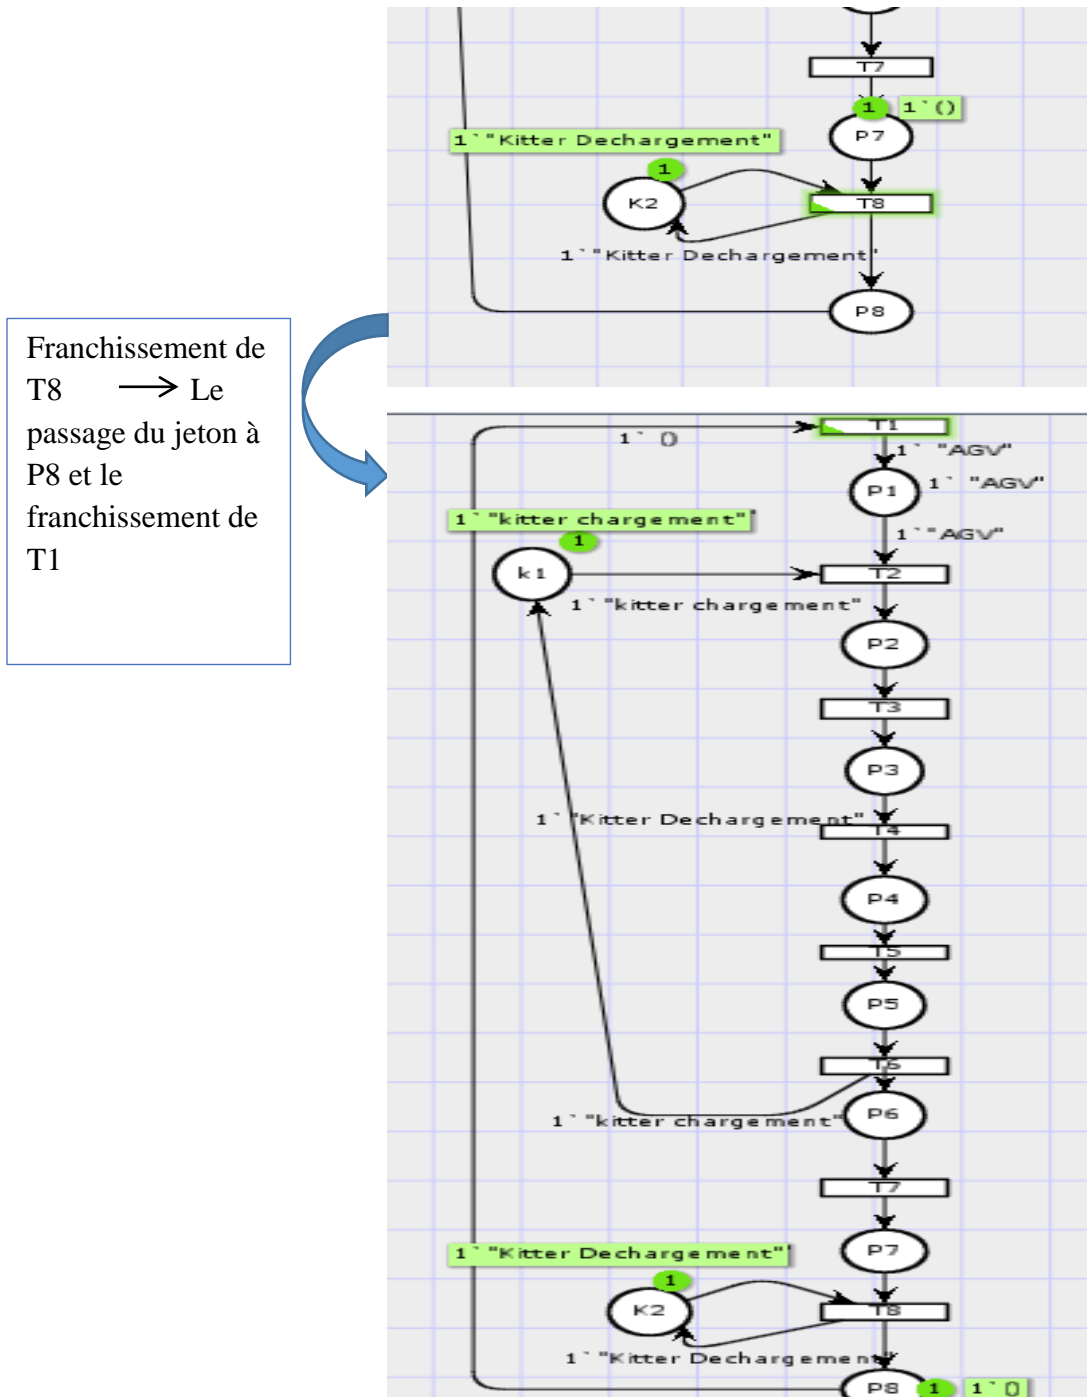 T7
1 1`()
P7
1`"Kitter Dechargement"
1
K2
T8
1`"Kitter Dechargement"
P8
Franchissement de
T8 → Le
passage du jeton à
P8 et le
franchissement de
T1
T1
1` ()
1` "AGV"
P1 1` "AGV"
1`"AGV"
1`"kitter chargement"
1
k1
T2
1`"kitter chargement"
P2
T3
P3
1`"Kitter Dechargement"
T4
P4
T5
P5
T6
1`"kitter chargement"
P6
T7
P7
1`"Kitter Dechargement"
1
K2
T8
1`"Kitter Dechargement"
P8 1 1`()